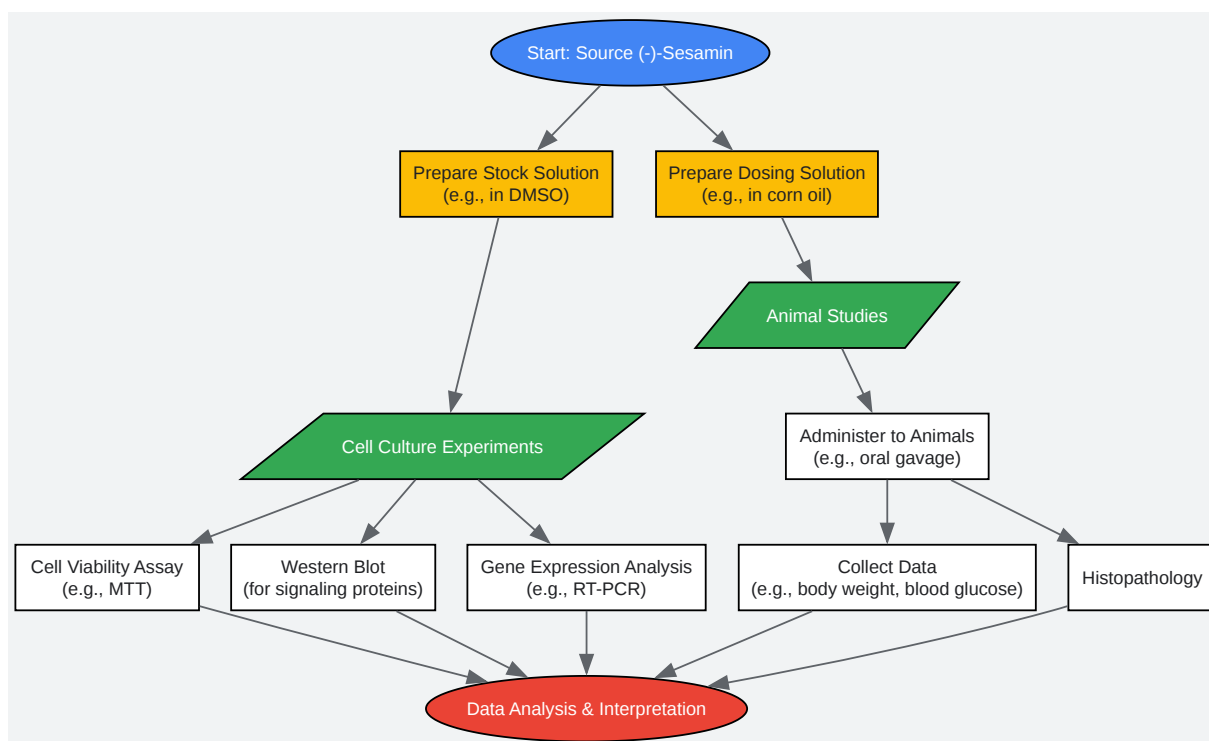 Start: Source (-)-Sesamin
Prepare Stock Solution
(e.g., in DMSO)
Prepare Dosing Solution
(e.g., in corn oil)
Animal Studies
Cell Culture Experiments
Administer to Animals
(e.g., oral gavage)
Cell Viability Assay
(e.g., MTT)
Western Blot
(for signaling proteins)
Gene Expression Analysis
(e.g., RT-PCR)
Collect Data
(e.g., body weight, blood glucose)
Histopathology
Data Analysis & Interpretation